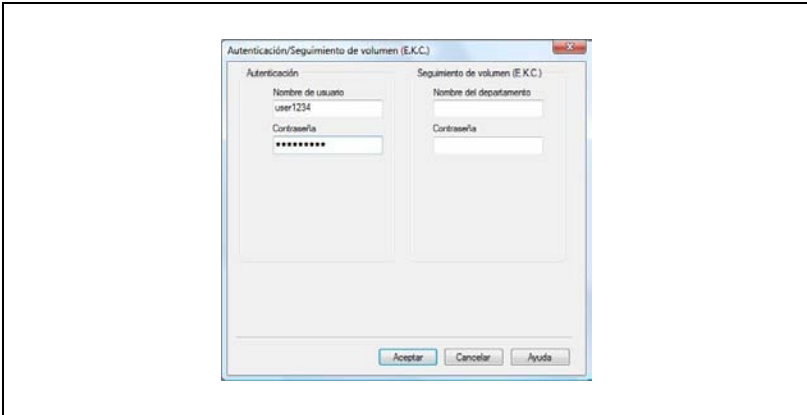 Autenticación/Seguimiento de volumen (E.K.C.)
Autenticación
Nombre de usuario
user1234
Contraseña
•••••••••
Seguimiento de volumen (E.K.C.)
Nombre del departamento
Contraseña
Aceptar
Cancelar
Ayuda